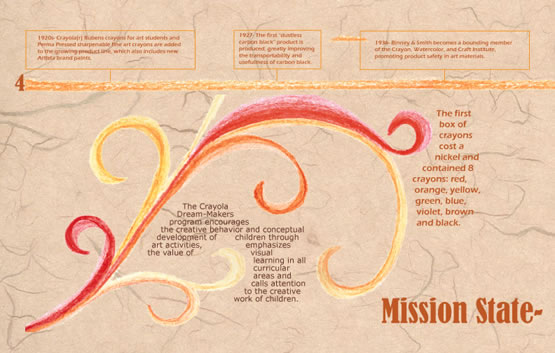 1920s- Crayola(r) Rubens crayons for art students and
Perma Pressed sharpenable fine art crayons are added
to the growing product line, which also includes new
Artista brand paints.
1927- The first "dustless
carbon black" product is
produced, greatly improving
the transportability and
usefulness of carbon black.
1936- Binney & Smith becomes a bounding member
of the Crayon, Watercolor, and Craft Institute,
promoting product safety in art materials.
4
The first
box of
crayons
cost a
nickel and
contained 8
crayons: red,
orange, yellow,
green, blue,
violet, brown
and black.
The Crayola
Dream-Makers
program encourages
the creative behavior and conceptual
development of children through
art activities, emphasizes
the value of visual
learning in all
curricular
areas and
calls attention
to the creative
work of children.
Mission State-